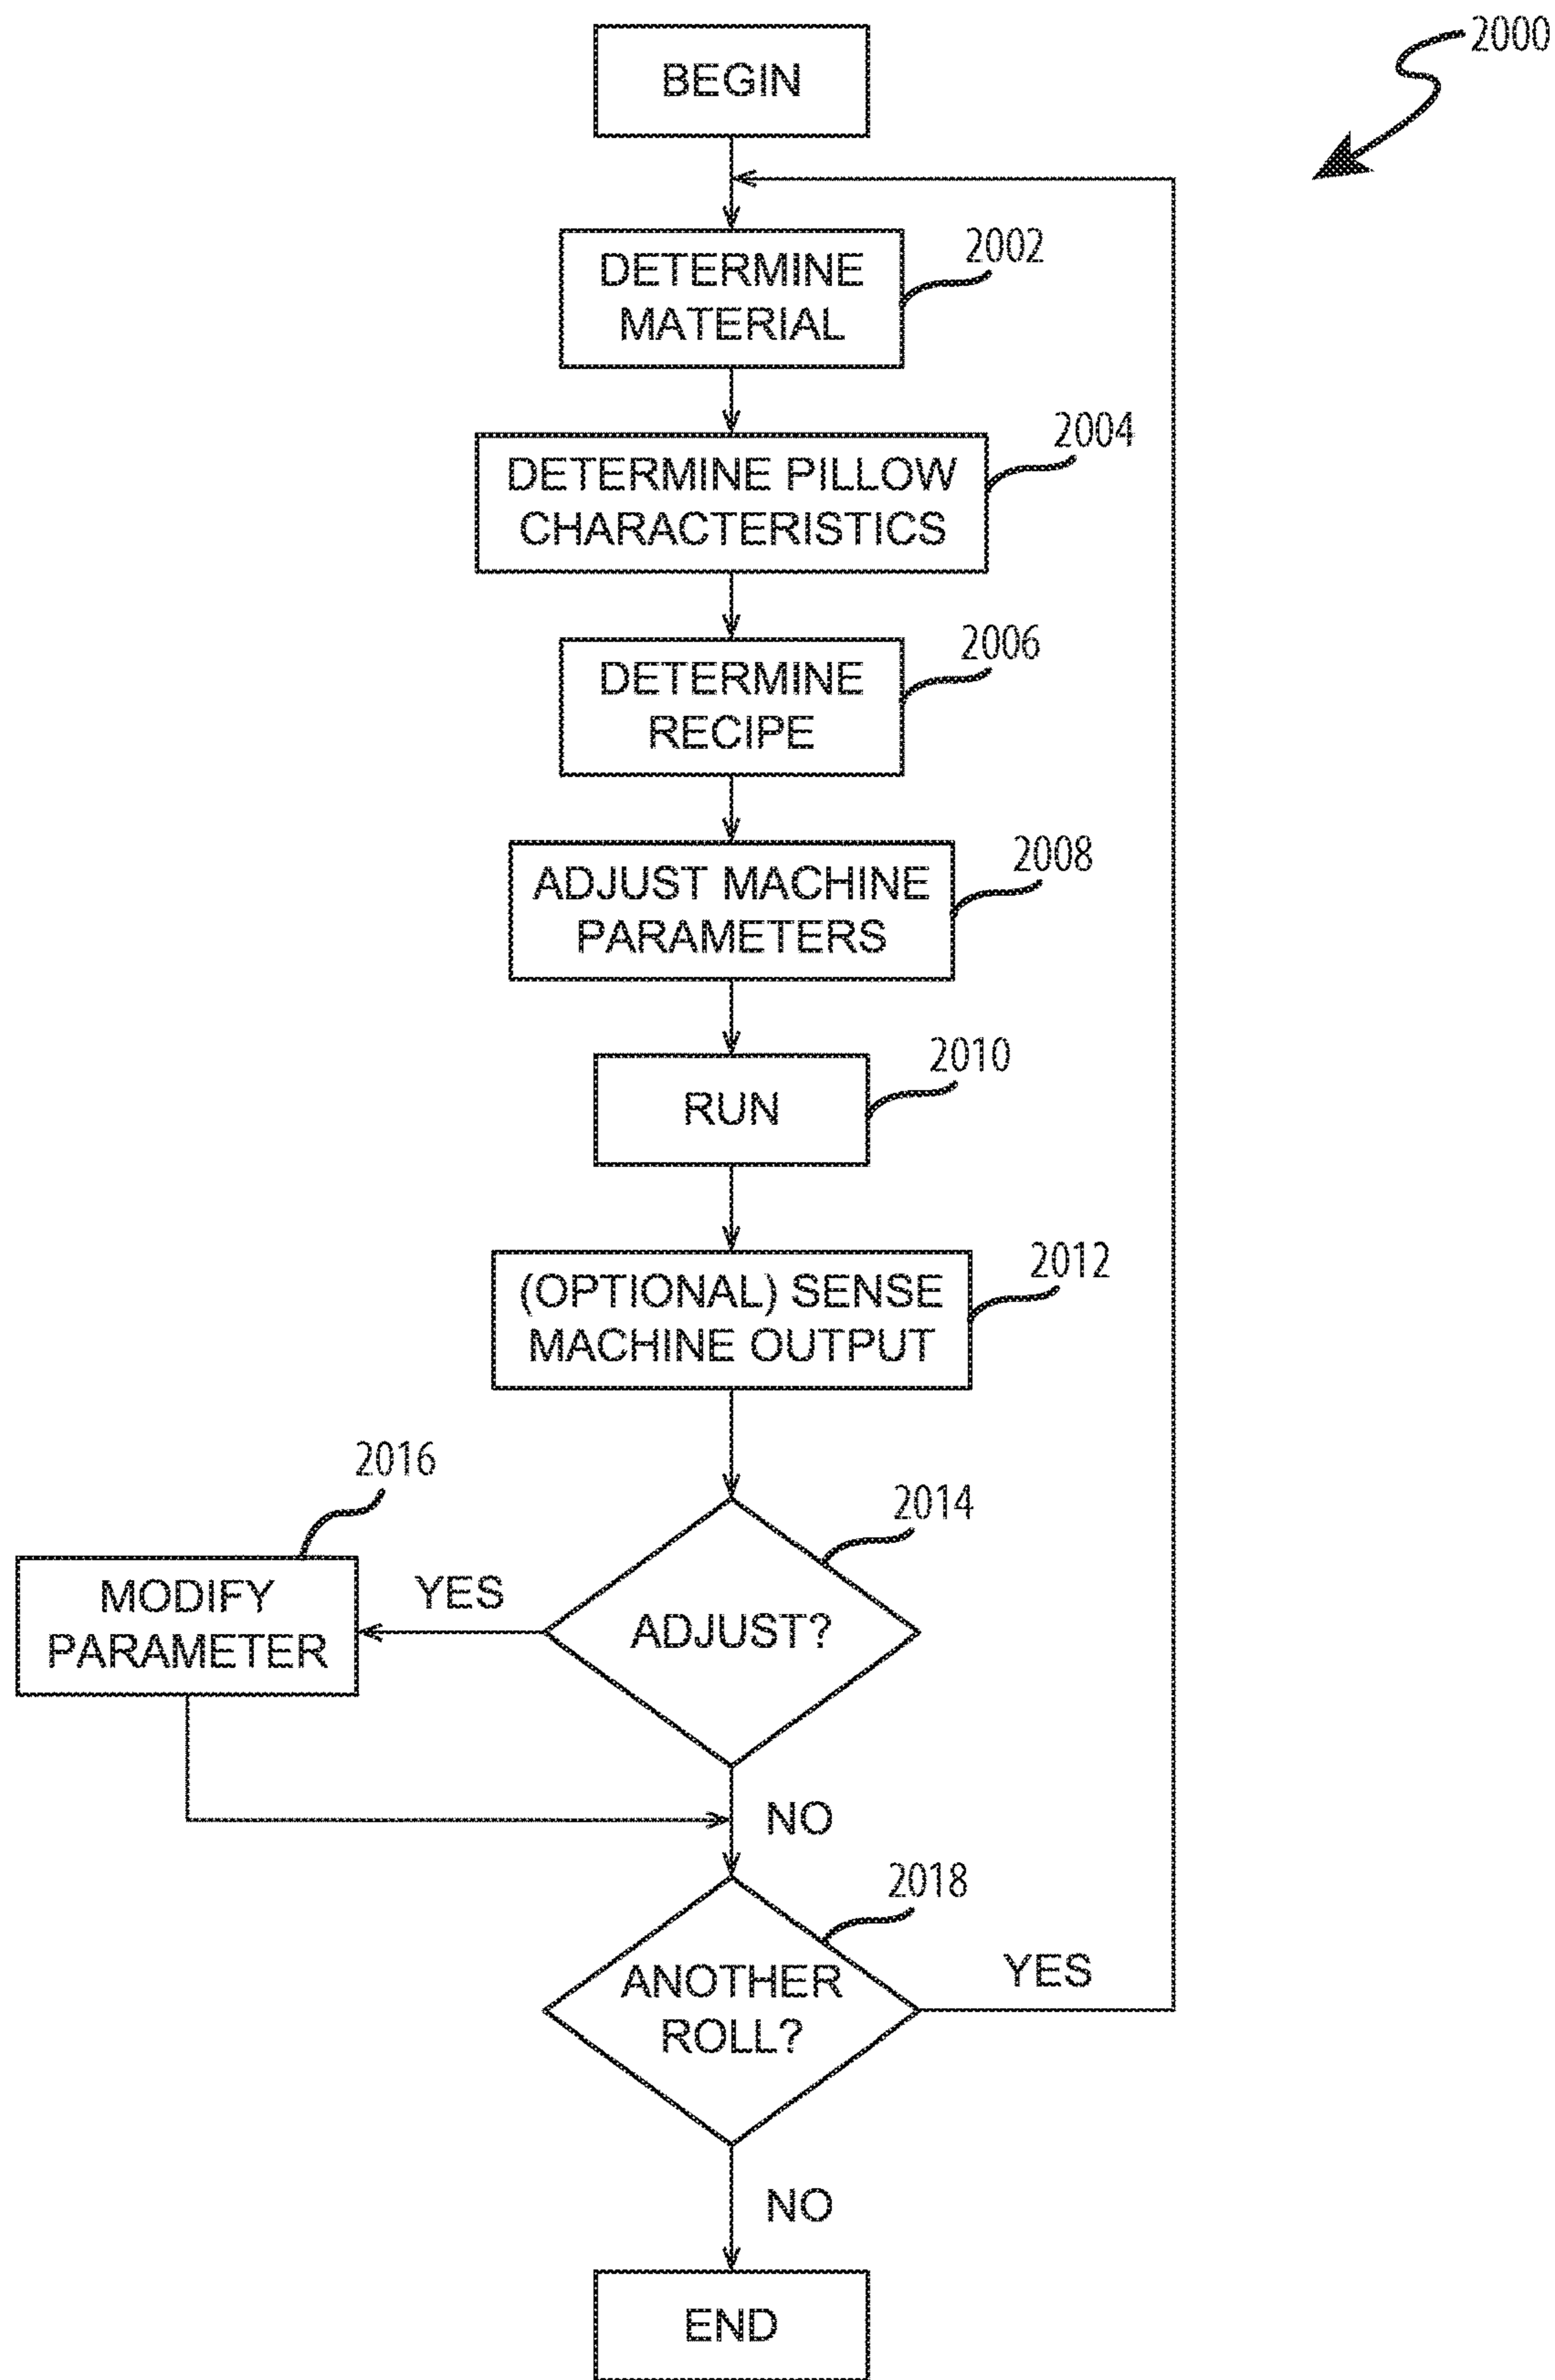 2000
BEGIN
2002
DETERMINE
MATERIAL
2004
DETERMINE PILLOW
CHARACTERISTICS
2006
DETERMINE
RECIPE
2008
ADJUST MACHINE
PARAMETERS
2010
RUN
2012
(OPTIONAL) SENSE
MACHINE OUTPUT
2014
ADJUST?
YES
2016
MODIFY
PARAMETER
NO
2018
ANOTHER
ROLL?
YES
NO
END